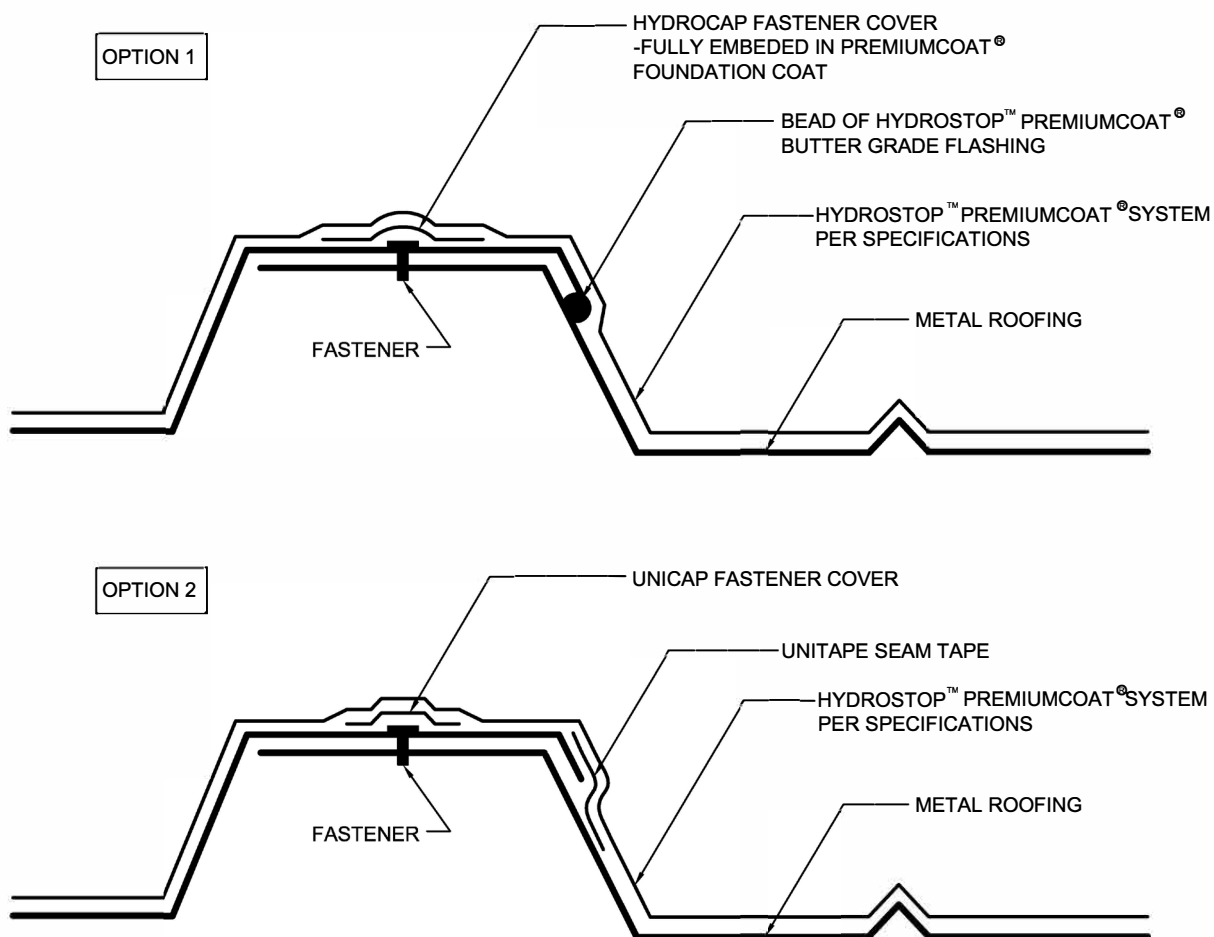 OPTION 1
HYDROCAP FASTENER COVER
-FULLY EMBEDED IN PREMIUMCOAT®
FOUNDATION COAT
BEAD OF HYDROSTOP™ PREMIUMCOAT®
BUTTER GRADE FLASHING
HYDROSTOP™ PREMIUMCOAT® SYSTEM
PER SPECIFICATIONS
METAL ROOFING
FASTENER
OPTION 2
UNICAP FASTENER COVER
UNITAPE SEAM TAPE
HYDROSTOP™ PREMIUMCOAT® SYSTEM
PER SPECIFICATIONS
METAL ROOFING
FASTENER